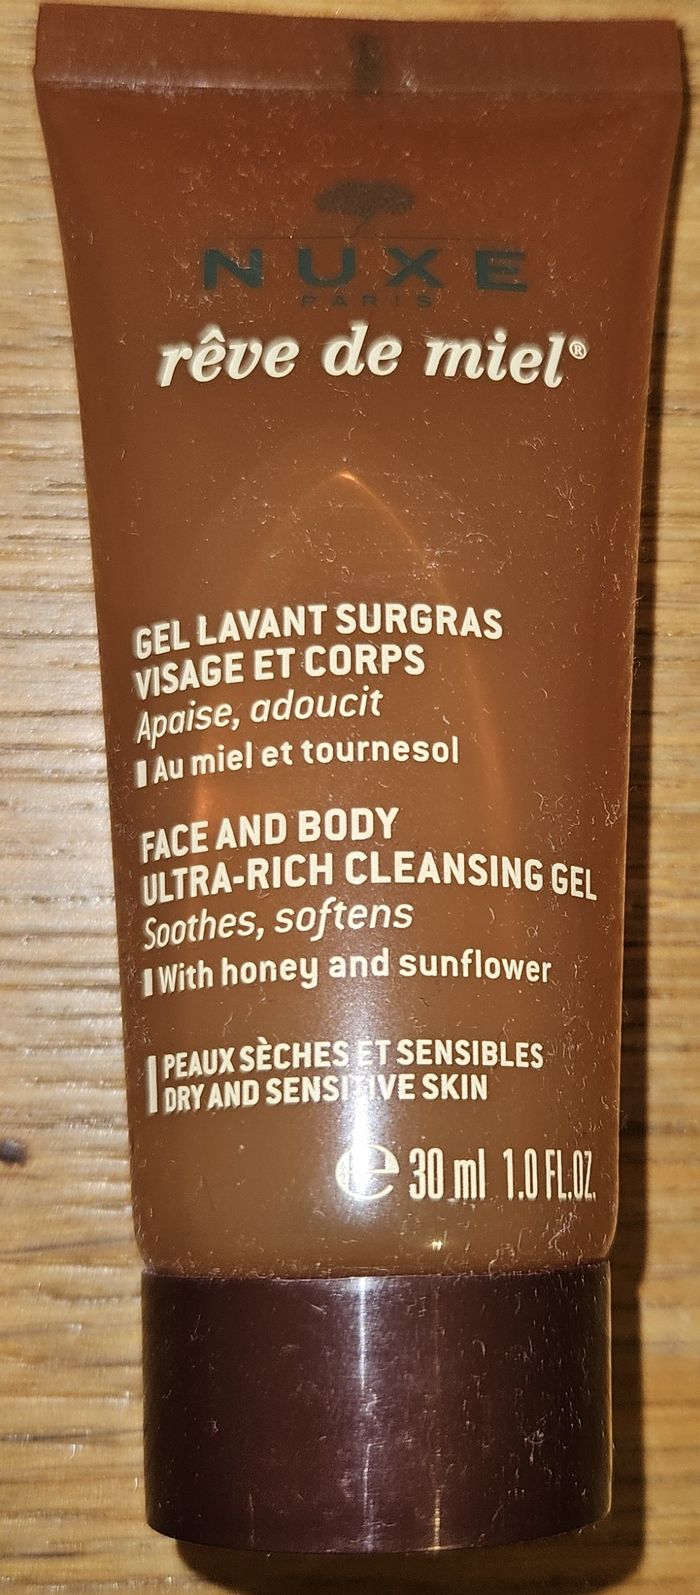 NUXE
PARIS
rêve de miel®
GEL LAVANT SURGRAS
VISAGE ET CORPS
Apaise, adoucit
Au miel et tournesol
FACE AND BODY
ULTRA-RICH CLEANSING GEL
Soothes, softens
With honey and sunflower
PEAUX SÈCHES ET SENSIBLES
DRY AND SENSITIVE SKIN
℮ 30 ml 1.0 FL.OZ.